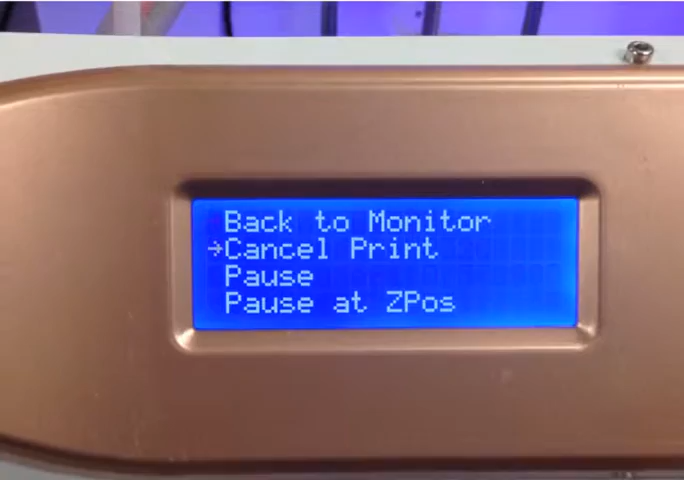 Back to Monitor
→Cancel Print
Pause
Pause at ZPos